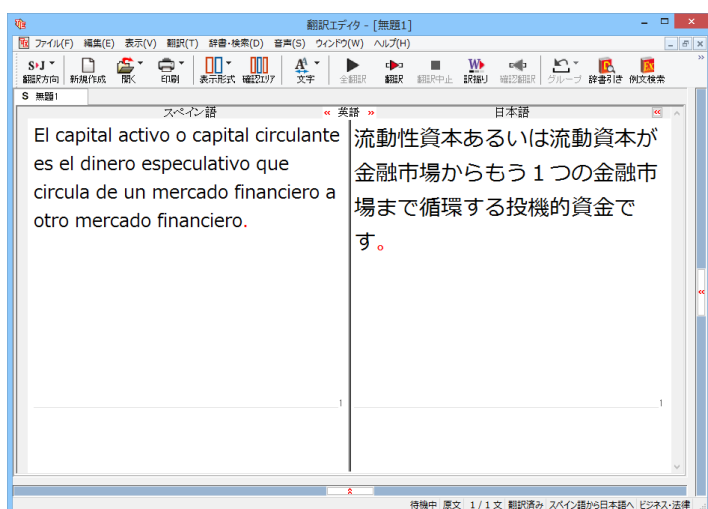 翻訳エディタ - [無題1]
ファイル(F) 編集(E) 表示(V) 翻訳(T) 辞書・検索(D) 音声(S) ウィンドウ(W) ヘルプ(H)
S›J
翻訳方向 新規作成 開く 印刷 表示形式 確認エリア 文字 全翻訳 翻訳 翻訳中止 訳振り 確認翻訳 グループ 辞書引き 例文検索
S 無題1
スペイン語 « 英語 » 日本語 «
El capital activo o capital circulante
es el dinero especulativo que
circula de un mercado financiero a
otro mercado financiero.
1
流動性資本あるいは流動資本が
金融市場からもう１つの金融市
場まで循環する投機的資金で
す。
1
待機中 原文 1 / 1 文 翻訳済み スペイン語から日本語へ ビジネス・法律